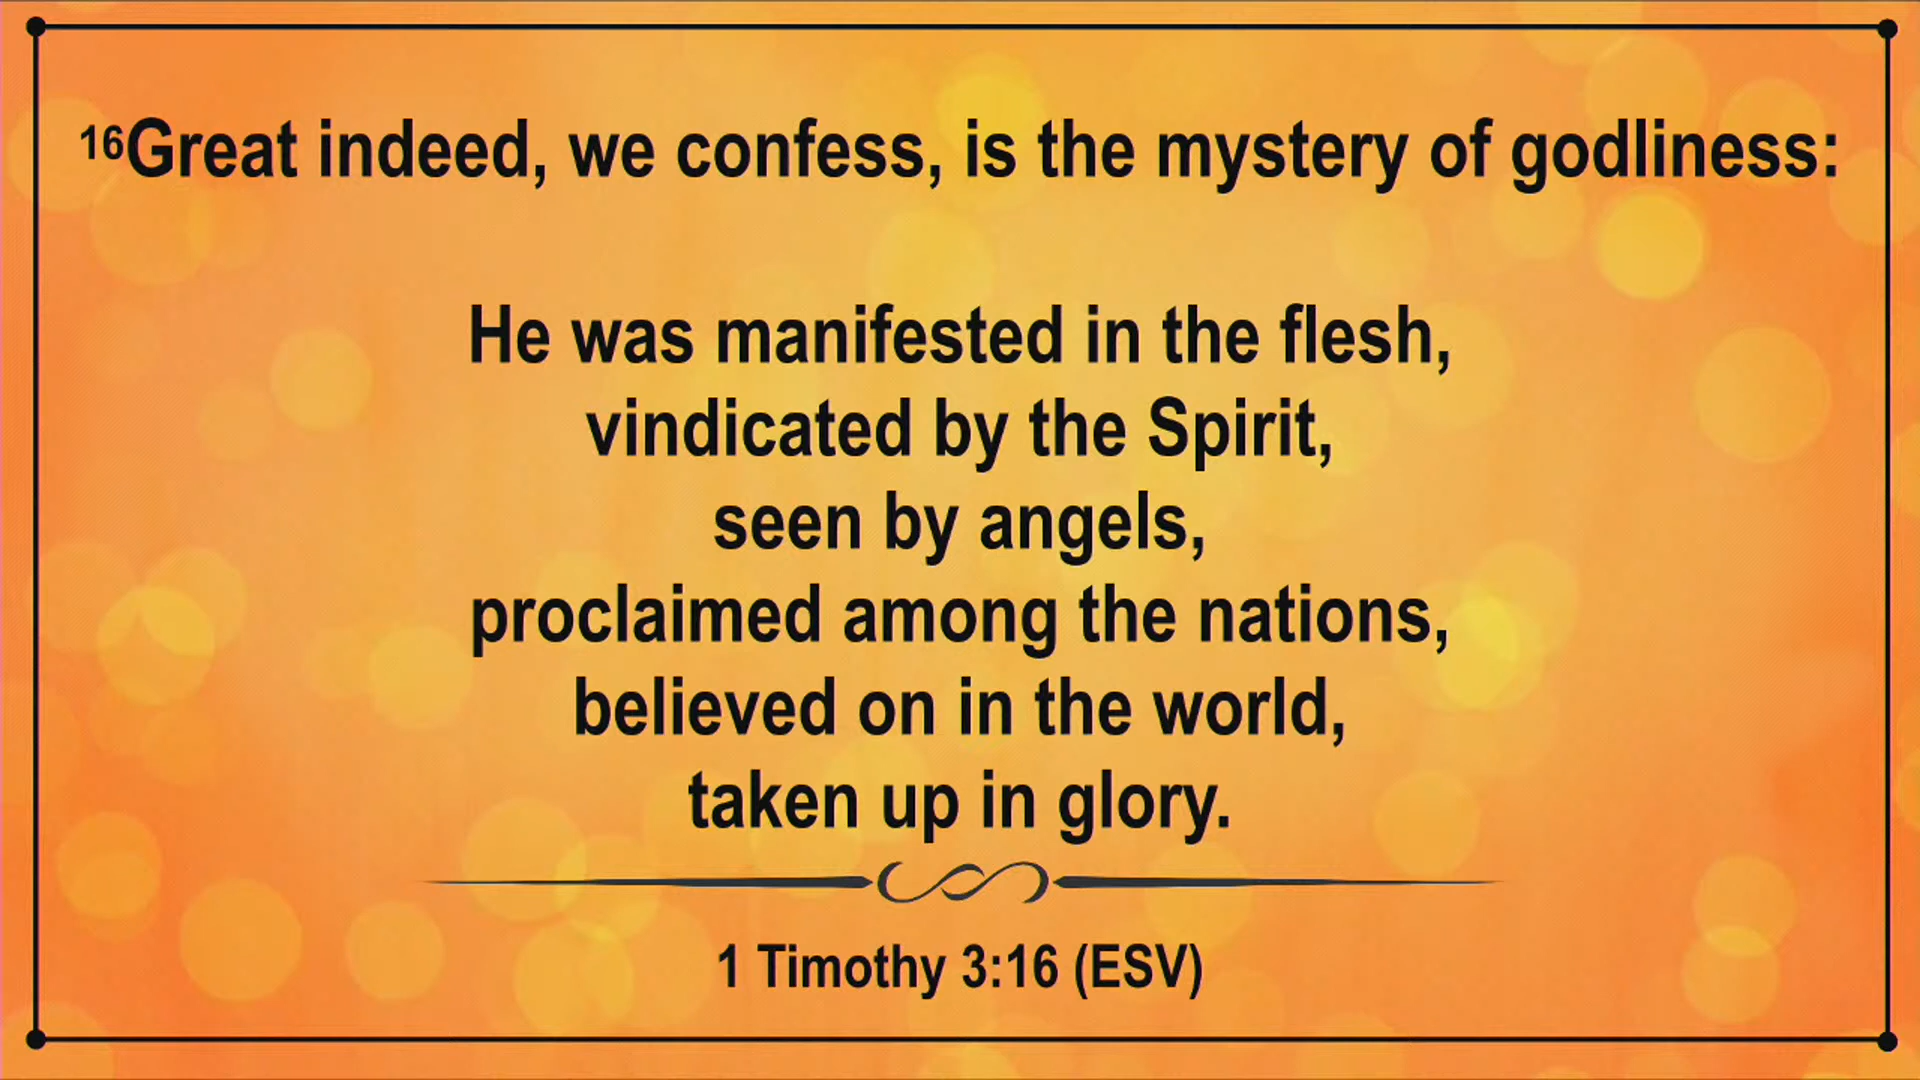 16Great indeed, we confess, is the mystery of godliness:
He was manifested in the flesh,
vindicated by the Spirit,
seen by angels,
proclaimed among the nations,
believed on in the world,
taken up in glory.
1 Timothy 3:16 (ESV)